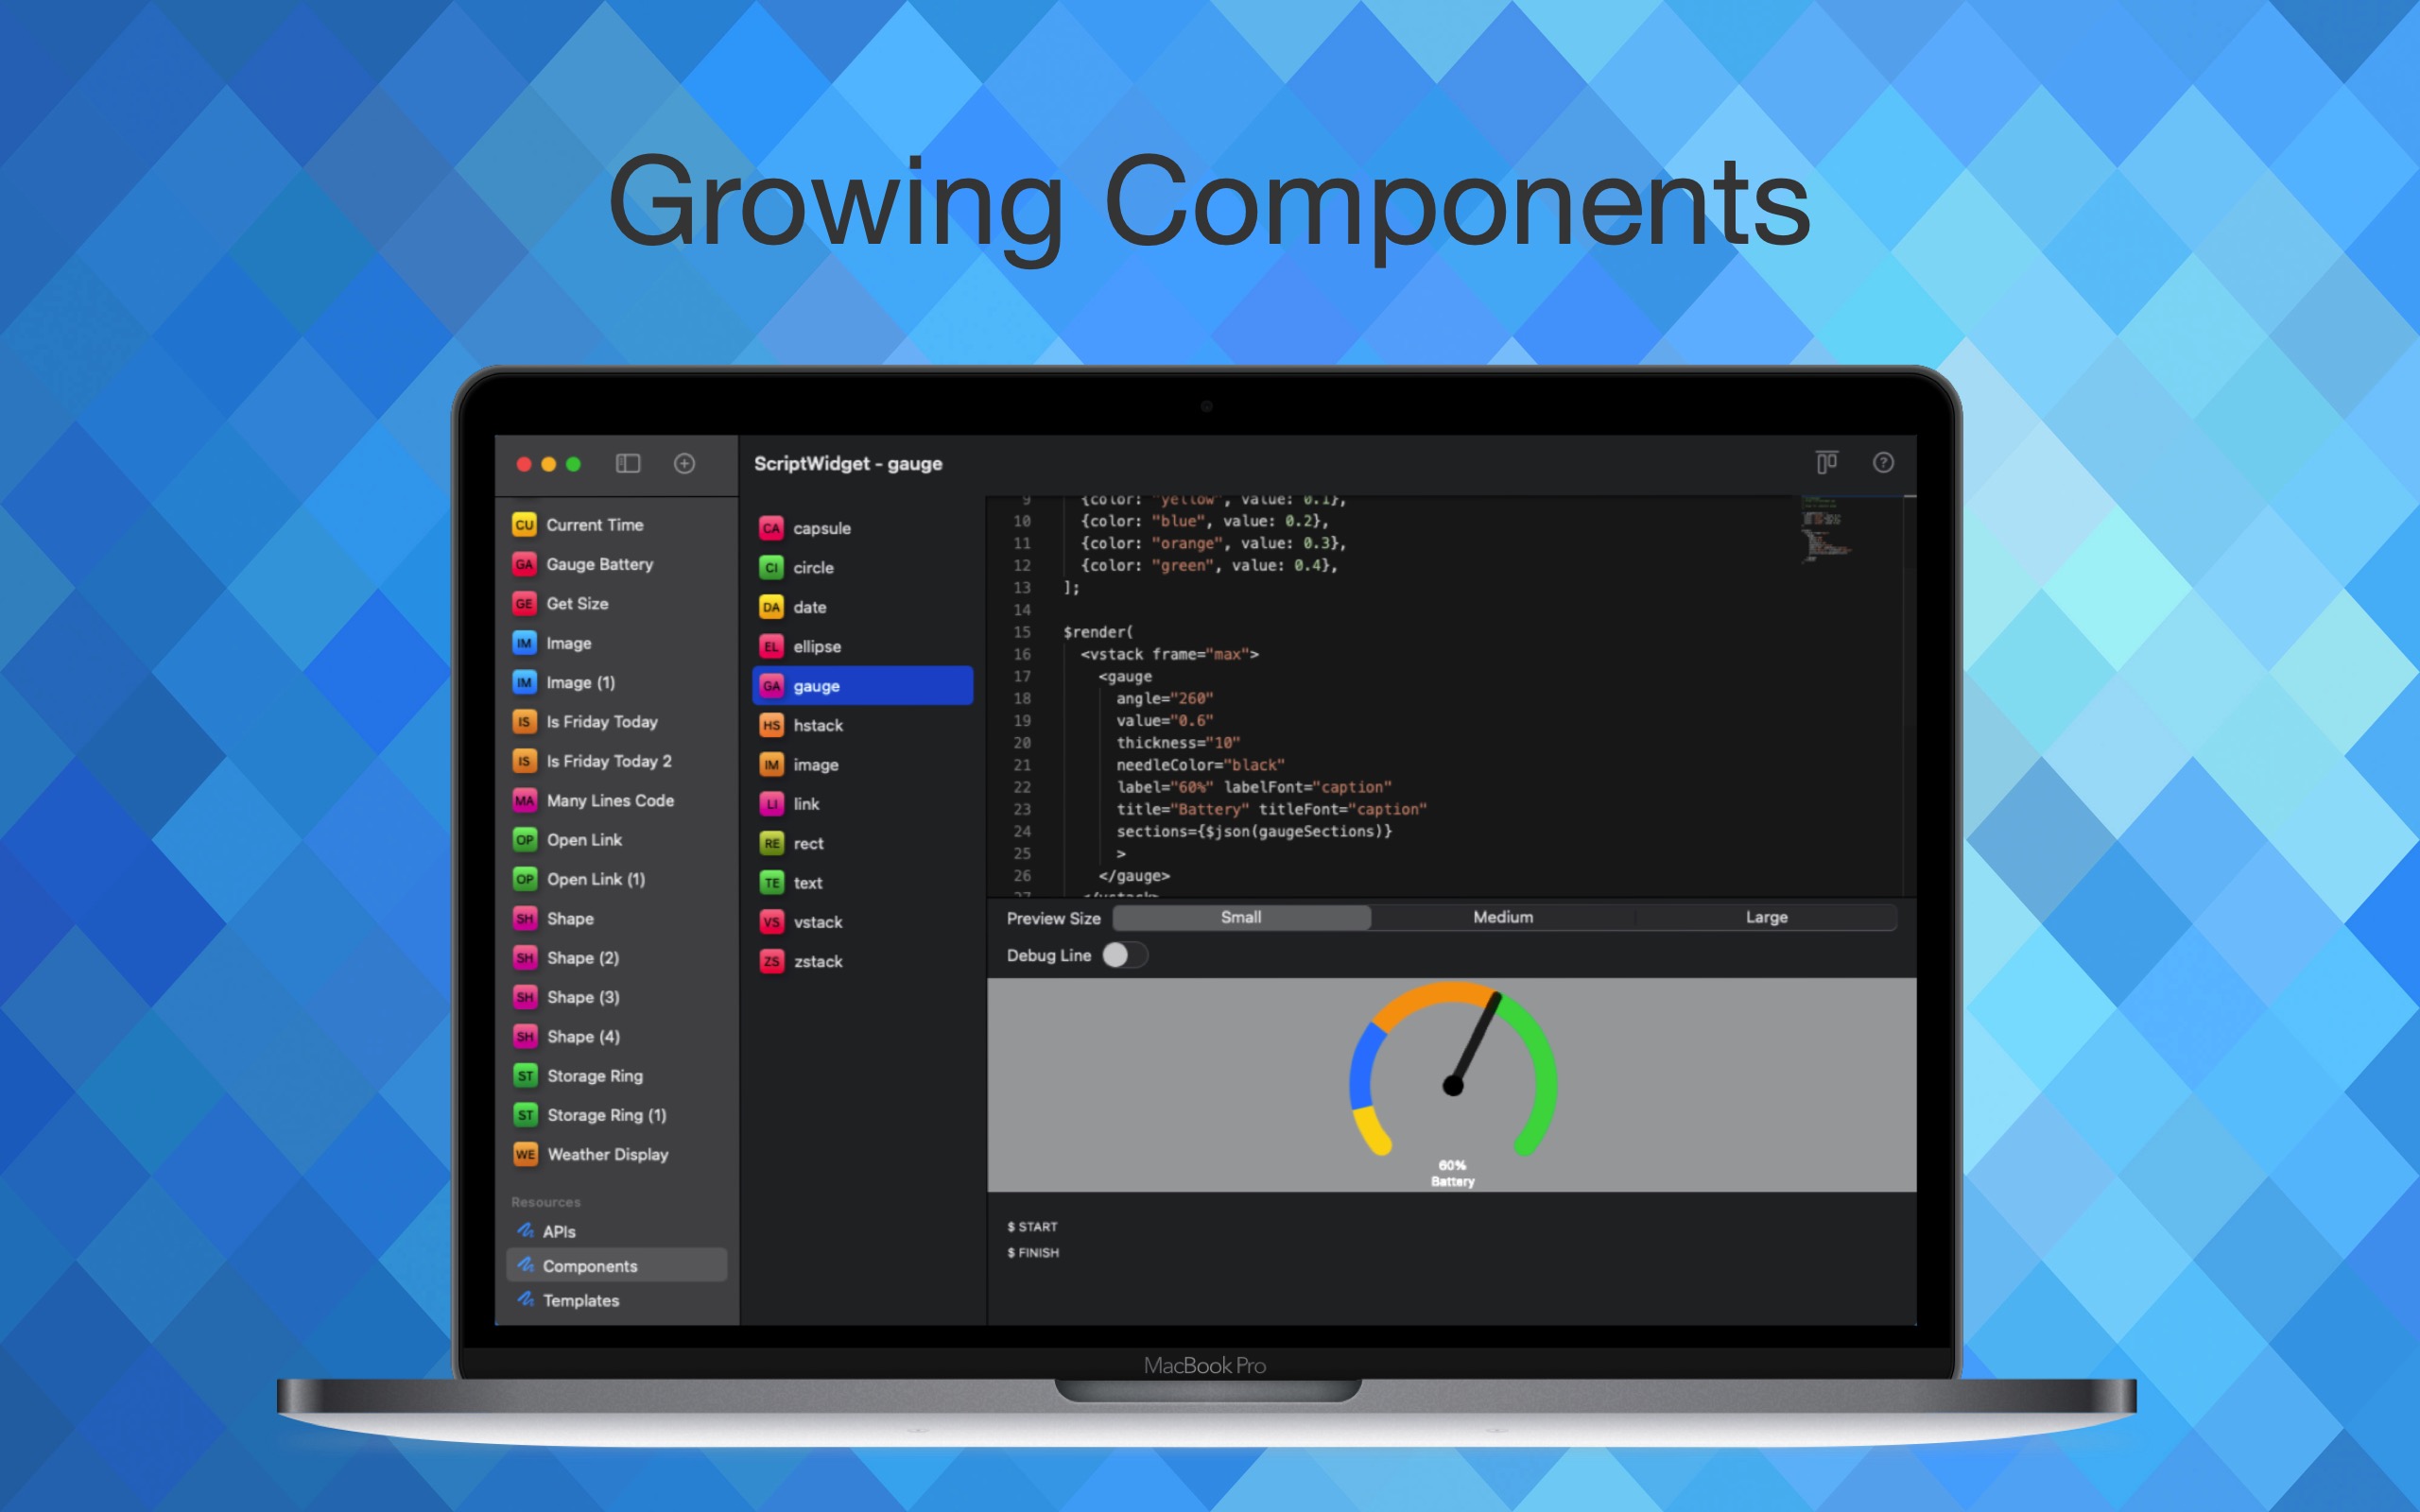 Growing Components
ScriptWidget - gauge
CU Current Time
GA Gauge Battery
GE Get Size
IM Image
IM Image (1)
IS Is Friday Today
IS Is Friday Today 2
MA Many Lines Code
OP Open Link
OP Open Link (1)
SH Shape
SH Shape (2)
SH Shape (3)
SH Shape (4)
ST Storage Ring
ST Storage Ring (1)
WE Weather Display
Resources
APIs
Components
Templates
CA capsule
CI circle
DA date
EL ellipse
GA gauge
HS hstack
IM image
LI link
RE rect
TE text
VS vstack
ZS zstack
9 {color: "yellow", value: 0.1},
10 {color: "blue", value: 0.2},
11 {color: "orange", value: 0.3},
12 {color: "green", value: 0.4},
13 ];
14
15 $render(
16 <vstack frame="max">
17 <gauge
18 angle="260"
19 value="0.6"
20 thickness="10"
21 needleColor="black"
22 label="60%" labelFont="caption"
23 title="Battery" titleFont="caption"
24 sections={$json(gaugeSections)}
25 >
26 </gauge>
27 </vstack>
Preview Size Small Medium Large
Debug Line
60%
Battery
$ START
$ FINISH
MacBook Pro